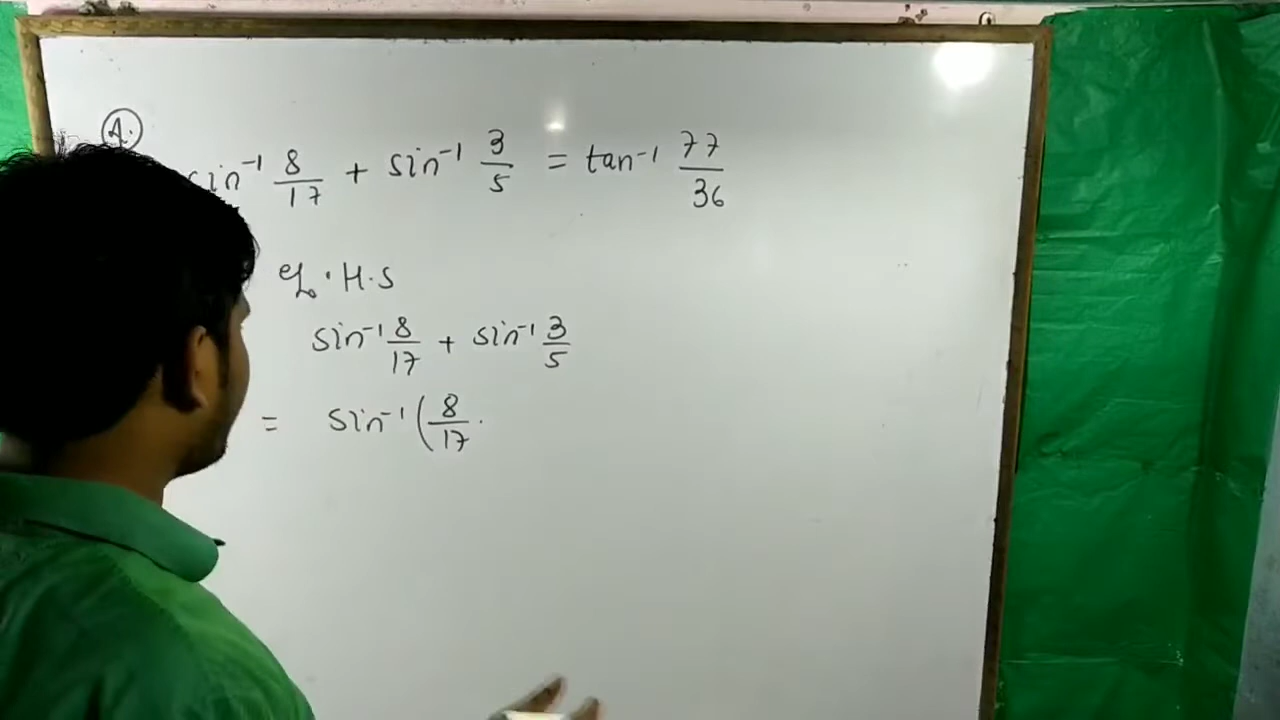 A.
sin⁻¹ 8/17 + sin⁻¹ 3/5 = tan⁻¹ 77/36
L.H.S
sin⁻¹ 8/17 + sin⁻¹ 3/5
= sin⁻¹ ( 8/17 .